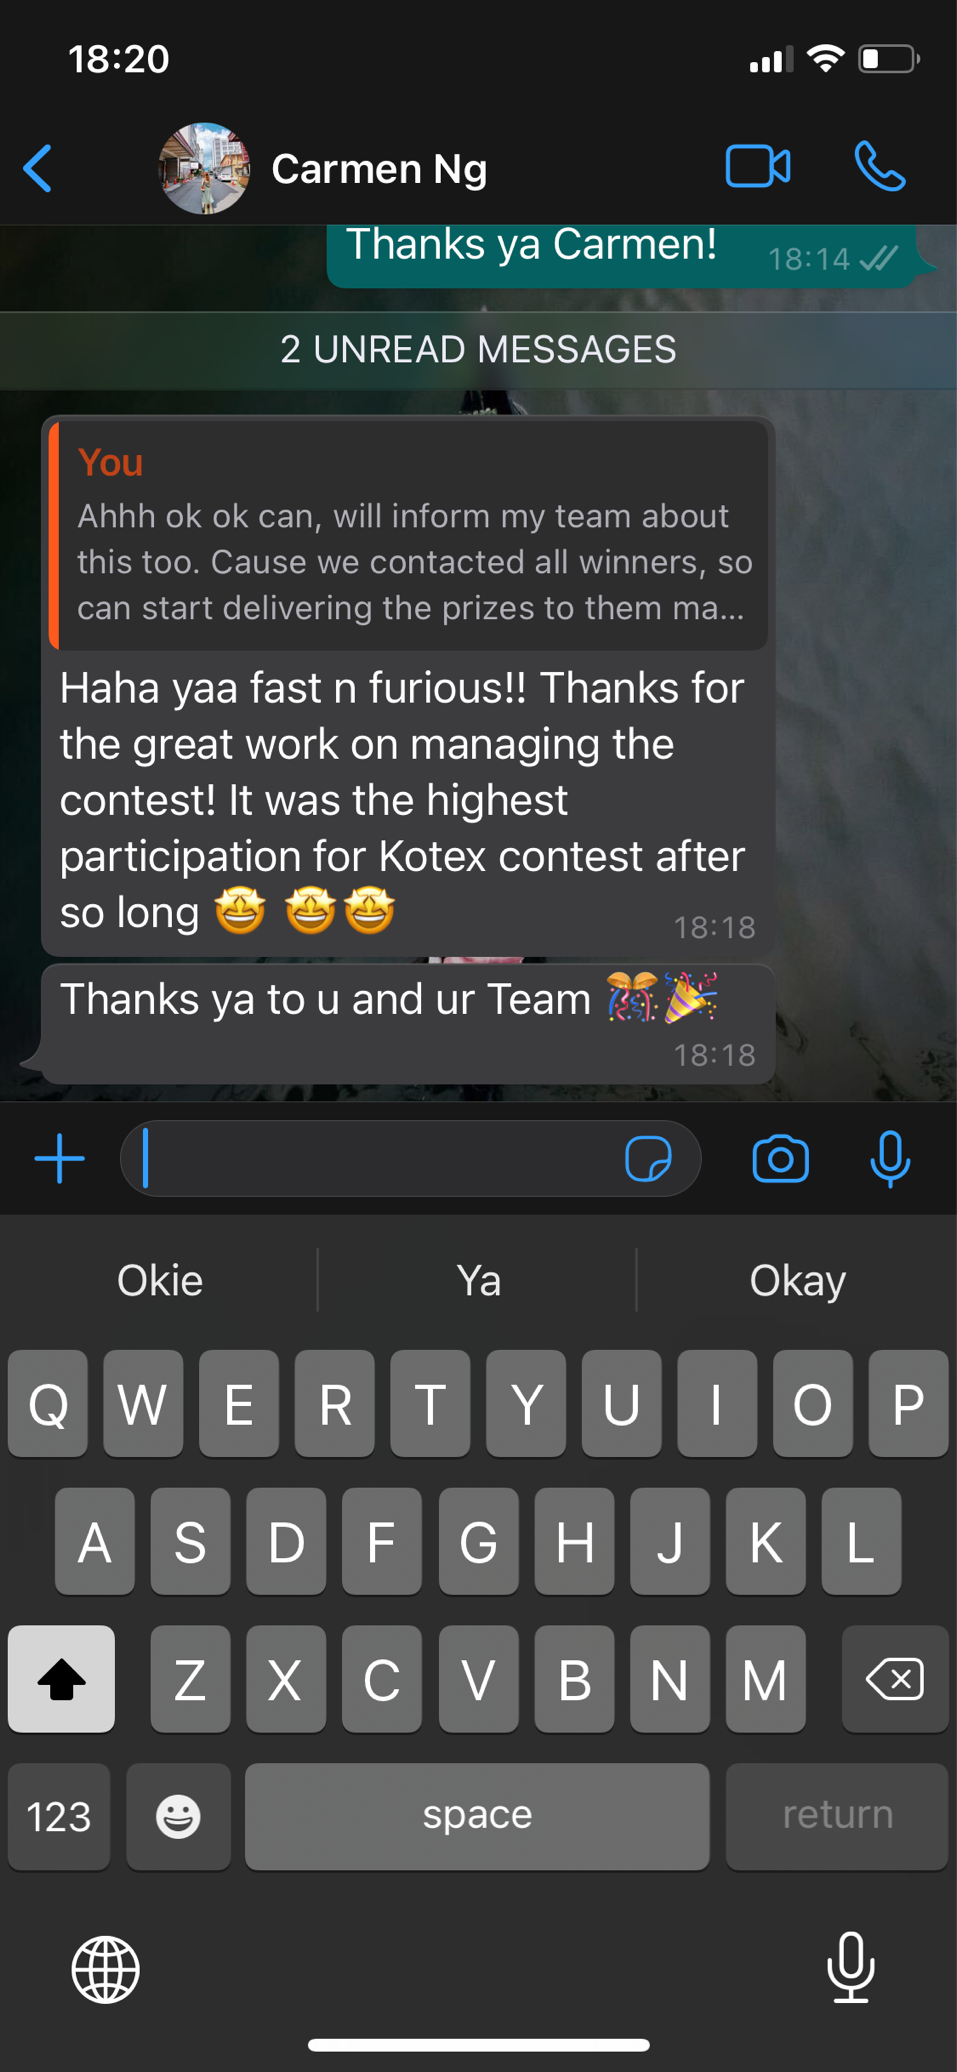 18:20
Carmen Ng
Thanks ya Carmen!
18:14
2 UNREAD MESSAGES
You
Ahhh ok ok can, will inform my team about
this too. Cause we contacted all winners, so
can start delivering the prizes to them ma...
Haha yaa fast n furious!! Thanks for
the great work on managing the
contest! It was the highest
participation for Kotex contest after
so long 🤩 🤩🤩
18:18
Thanks ya to u and ur Team 🎊🎉
18:18
Okie Ya Okay
Q W E R T Y U I O P
A S D F G H J K L
Z X C V B N M
123 space return